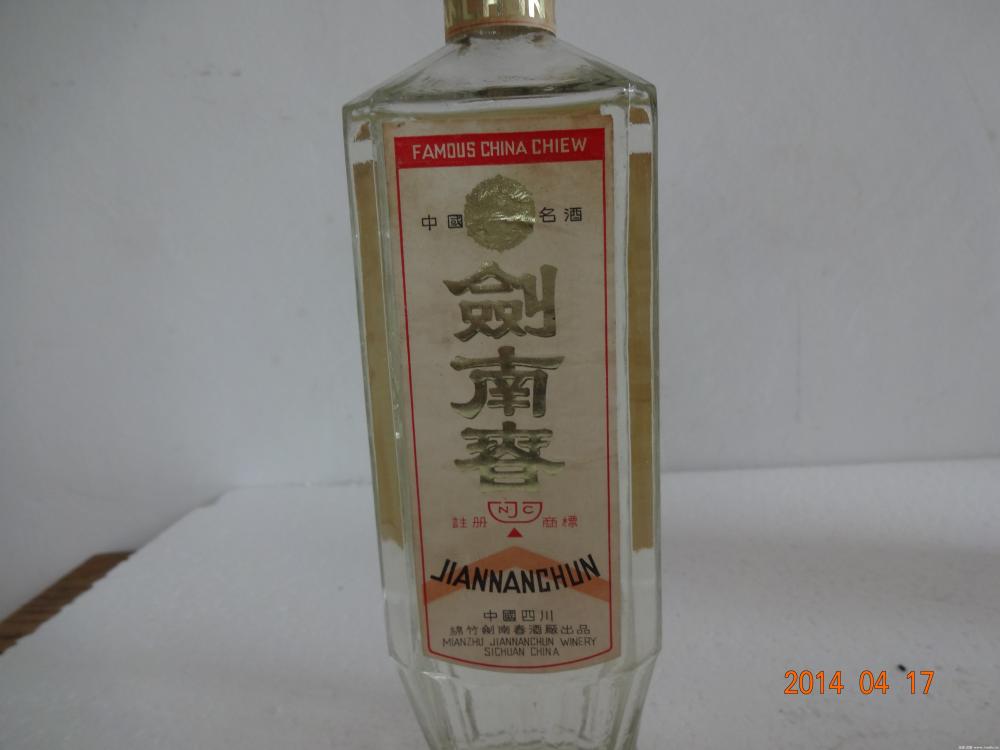 FAMOUS CHINA CHIEW
中國 名酒
劍
南
春
NJC
註册 商標
JIANNANCHUN
中國四川
綿竹劍南春酒厰出品
MIANZHU JIANNANCHUN WINERY
SICHUAN CHINA
2014 04 17